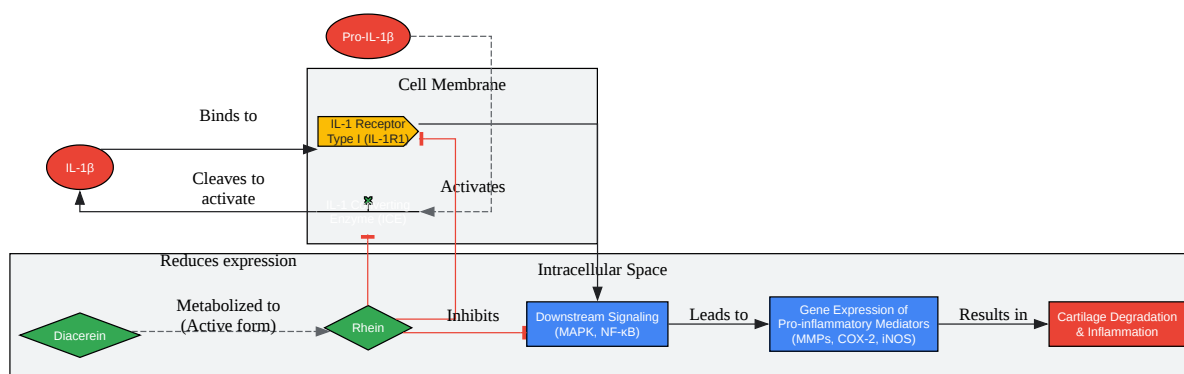 Pro-IL-1β
Cell Membrane
Binds to
IL-1 Receptor
Type I (IL-1R1)
IL-1β
Cleaves to
activate
Activates
Enzyme (ICE)
Reduces expression
Intracellular Space
Metabolized to
(Active form)
Diacerein
Rhein
Inhibits
Downstream Signaling
(MAPK, NF-κB)
Leads to
Gene Expression of
Pro-inflammatory Mediators
(MMPs, COX-2, iNOS)
Results in
Cartilage Degradation
& Inflammation